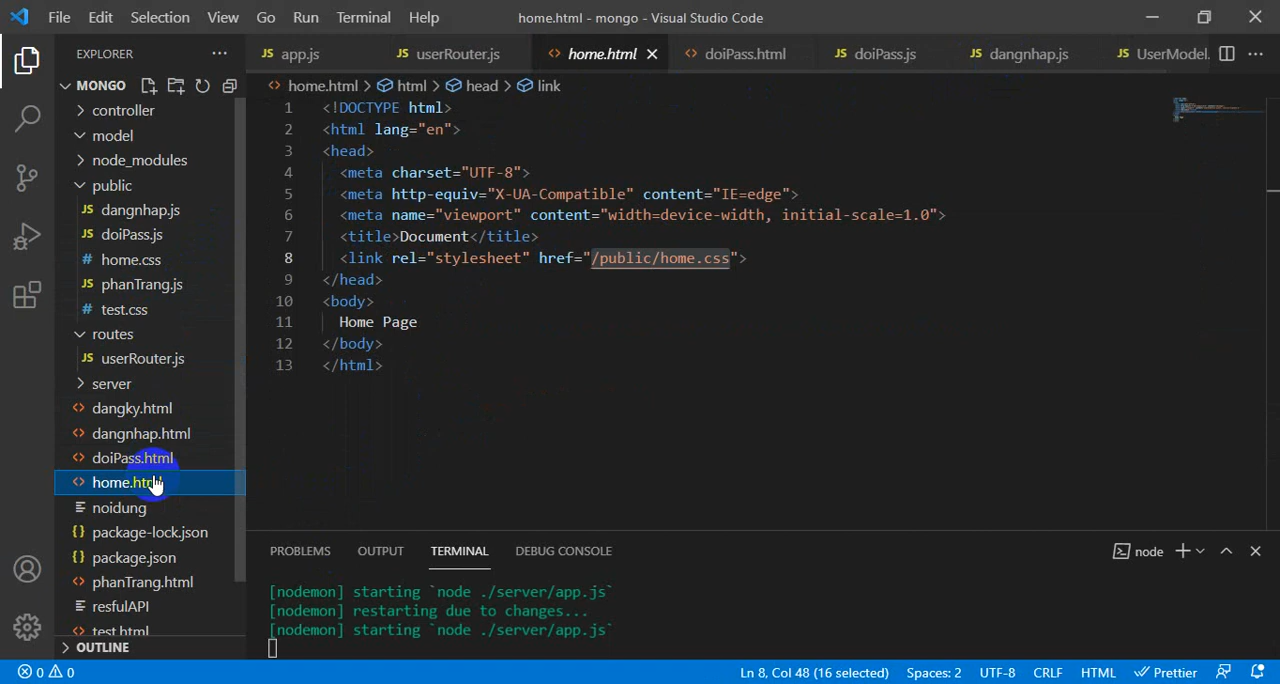 File Edit Selection View Go Run Terminal Help home.html - mongo - Visual Studio Code
EXPLORER
MONGO
controller
model
node_modules
public
dangnhap.js
doiPass.js
home.css
phanTrang.js
test.css
routes
userRouter.js
server
dangky.html
dangnhap.html
doiPass.html
home.html
noidung
package-lock.json
package.json
phanTrang.html
resfulAPI
test.html
OUTLINE
JS app.js JS userRouter.js home.html doiPass.html JS doiPass.js JS dangnhap.js JS UserModel.
home.html > html > head > link
1 <!DOCTYPE html>
2 <html lang="en">
3 <head>
4 <meta charset="UTF-8">
5 <meta http-equiv="X-UA-Compatible" content="IE=edge">
6 <meta name="viewport" content="width=device-width, initial-scale=1.0">
7 <title>Document</title>
8 <link rel="stylesheet" href="/public/home.css">
9 </head>
10 <body>
11 Home Page
12 </body>
13 </html>
PROBLEMS OUTPUT TERMINAL DEBUG CONSOLE node
[nodemon] starting `node ./server/app.js`
[nodemon] restarting due to changes...
[nodemon] starting `node ./server/app.js`
0 0 Ln 8, Col 48 (16 selected) Spaces: 2 UTF-8 CRLF HTML Prettier